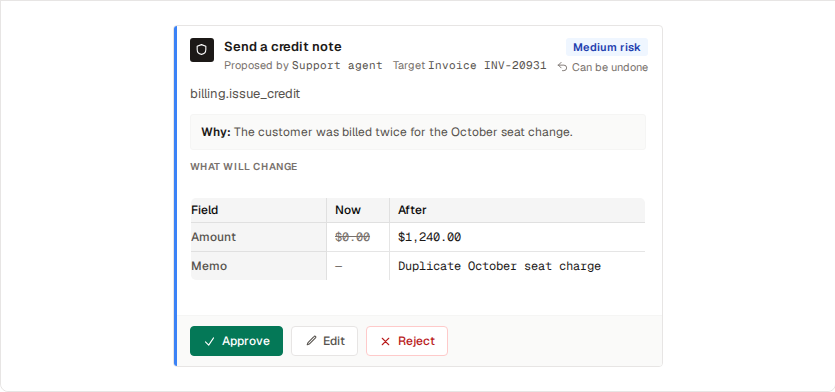 Send a credit note
Medium risk
Proposed by Support agent Target Invoice INV-20931
Can be undone
billing.issue_credit
Why: The customer was billed twice for the October seat change.
WHAT WILL CHANGE
Field Now After
Amount $0.00 $1,240.00
Memo — Duplicate October seat charge
Approve Edit Reject